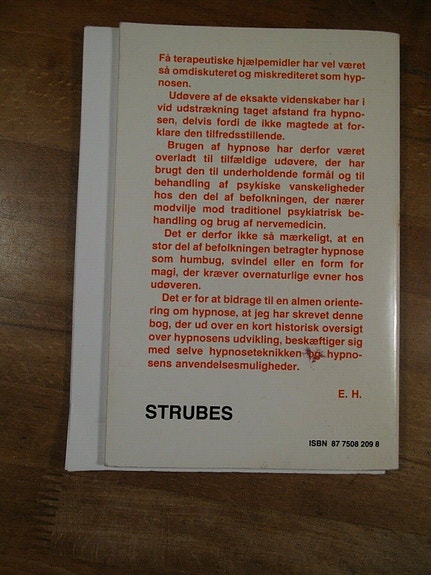 Få terapeutiske hjælpemidler har vel været
så omdiskuteret og miskrediteret som hyp-
nosen.
Udøvere af de eksakte videnskaber har i
vid udstrækning taget afstand fra hypno-
sen, delvis fordi de ikke magtede at for-
klare den tilfredsstillende.
Brugen af hypnose har derfor været
overladt til tilfældige udøvere, der har
brugt den til underholdende formål og til
behandling af psykiske vanskeligheder
hos den del af befolkningen, der nærer
modvilje mod traditionel psykiatrisk be-
handling og brug af nervemedicin.
Det er derfor ikke så mærkeligt, at en
stor del af befolkningen betragter hypnose
som humbug, svindel eller en form for
magi, der kræver overnaturlige evner hos
udøveren.
Det er for at bidrage til en almen oriente-
ring om hypnose, at jeg har skrevet denne
bog, der ud over en kort historisk oversigt
over hypnosens udvikling, beskæftiger sig
med selve hypnoseteknikken og hypno-
sens anvendelsesmuligheder.
E. H.
STRUBES
ISBN 87 7508 209 8